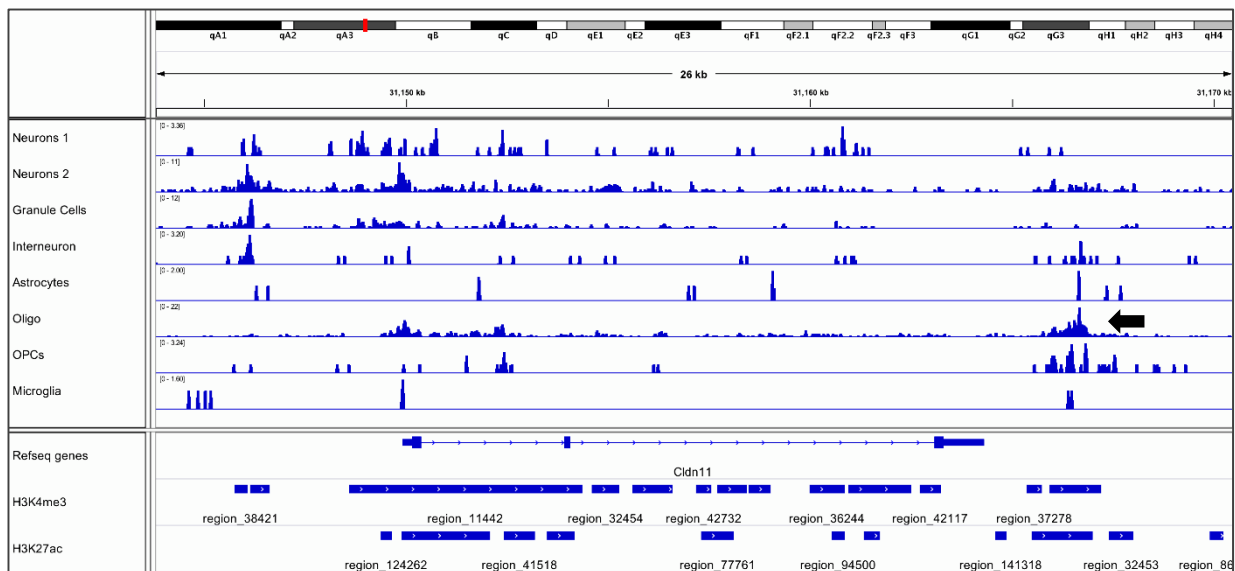 qA1 qA2 qA3 qB qC qD qE1 qE2 qE3 qF1 qF2.1 qF2.2 qF2.3 qF3 qG1 qG2 qG3 qH1 qH2 qH3 qH4
26 kb
31,150 kb 31,160 kb 31,170 kb
Neurons 1 [0 - 3.36]
Neurons 2 [0 - 11]
Granule Cells [0 - 12]
Interneuron [0 - 3.20]
Astrocytes [0 - 2.00]
Oligo [0 - 22]
OPCs [0 - 3.24]
Microglia [0 - 1.60]
Refseq genes
Cldn11
H3K4me3
region_38421 region_11442 region_32454 region_42732 region_36244 region_42117 region_37278
H3K27ac
region_124262 region_41518 region_77761 region_94500 region_141318 region_32453 region_86